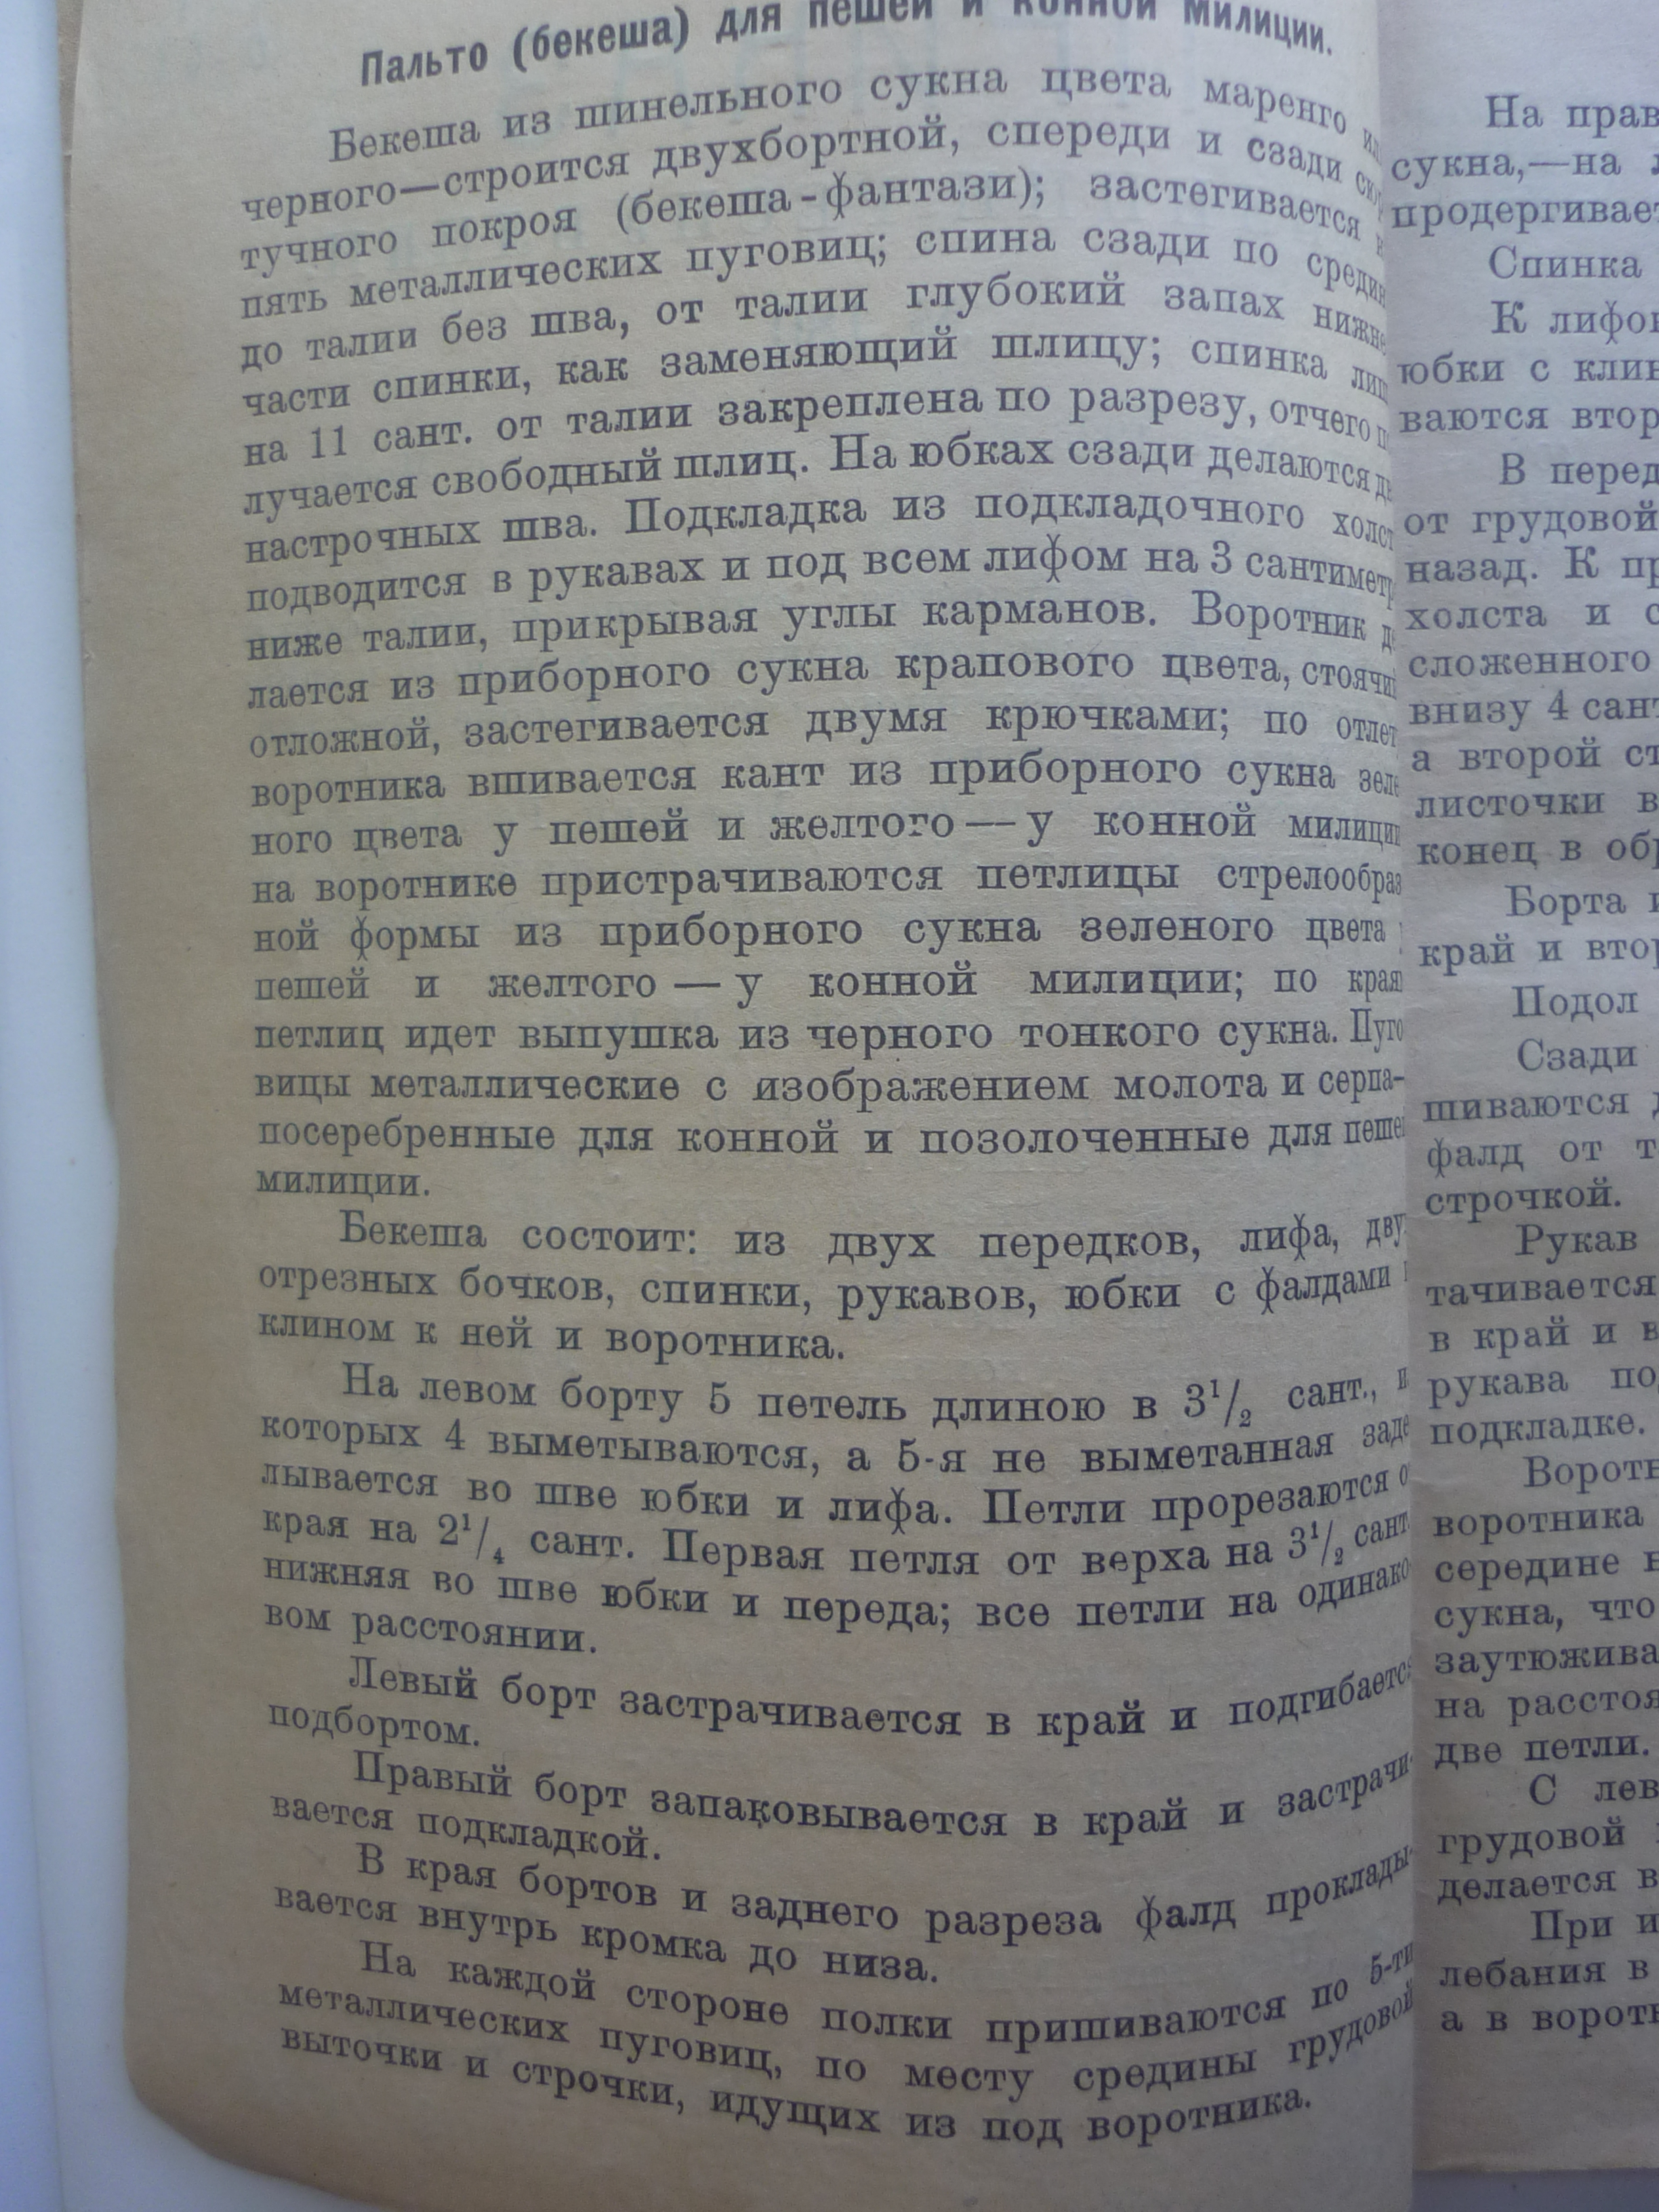 Пальто (бекеша) для пешей и конной милиции.
Бекеша из шинельного сукна цвета маренго
черного—строится двухбортной, спереди и сзади
тучного покроя (бекеша-фантази); застегивается
пять металлических пуговиц; спина сзади по
до талии без шва, от талии глубокий запах
части спинки, как заменяющий шлицу; спинка
на 11 сант. от талии закреплена по разрезу, отчего
лучается свободный шлиц. На юбках сзади делаются
настрочных шва. Подкладка из подкладочного
подводится в рукавах и под всем лифом на 3
ниже талии, прикрывая углы карманов. Воротник
лается из приборного сукна крапового цвета,
отложной, застегивается двумя крючками; по
воротника вшивается кант из приборного сукна зеле
ного цвета у пешей и желтого — у конной
на воротнике пристрачиваются петлицы стрелообраз
ной формы из приборного сукна зеленого цвета
пешей и желтого — у конной милиции; по
петлиц идет выпушка из черного тонкого сукна. Пуго
вицы металлические с изображением молота и серпа—
посеребренные для конной и позолоченные для
милиции.
Бекеша состоит: из двух передков, лифа,
отрезных бочков, спинки, рукавов, юбки с фалдами
клином к ней и воротника.
На левом борту 5 петель длиною в 3¹/₂ сант.,
которых 4 выметываются, а 5-я не выметанная заде
лывается во шве юбки и лифа. Петли прорезаются
края на 2¹/₄ сант. Первая петля от верха на 3¹/₂ сант
нижняя во шве юбки и переда; все петли на одинако-
вом расстоянии.
Левый борт застрачивается в край и подгибается
подбортом.
Правый борт запаковывается в край и застрачи-
вается подкладкой.
В края бортов и заднего разреза фалд проклады-
вается внутрь кромка до низа.
На каждой стороне полки пришиваются по 5-ти
металлических пуговиц, по месту средины грудовой
выточки и строчки, идущих из под воротника.
На
сукна,—на
Спинка
К
юбки с
ваются
В
от грудовой
назад. К
холста и
сложенного
внизу 4
а второй
листочки
конец в
Борта
край и
Подол
Сзади
шиваются
фалд от
строчкой.
Рукав
тачивается
в край и
рукава
подкладке.
воротника
середине
сукна, что
на
две петли.
С
грудовой
делается
При
лебания в
а в